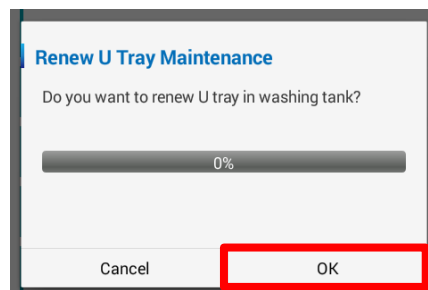 Renew U Tray Maintenance
Do you want to renew U tray in washing tank?
0%
Cancel OK